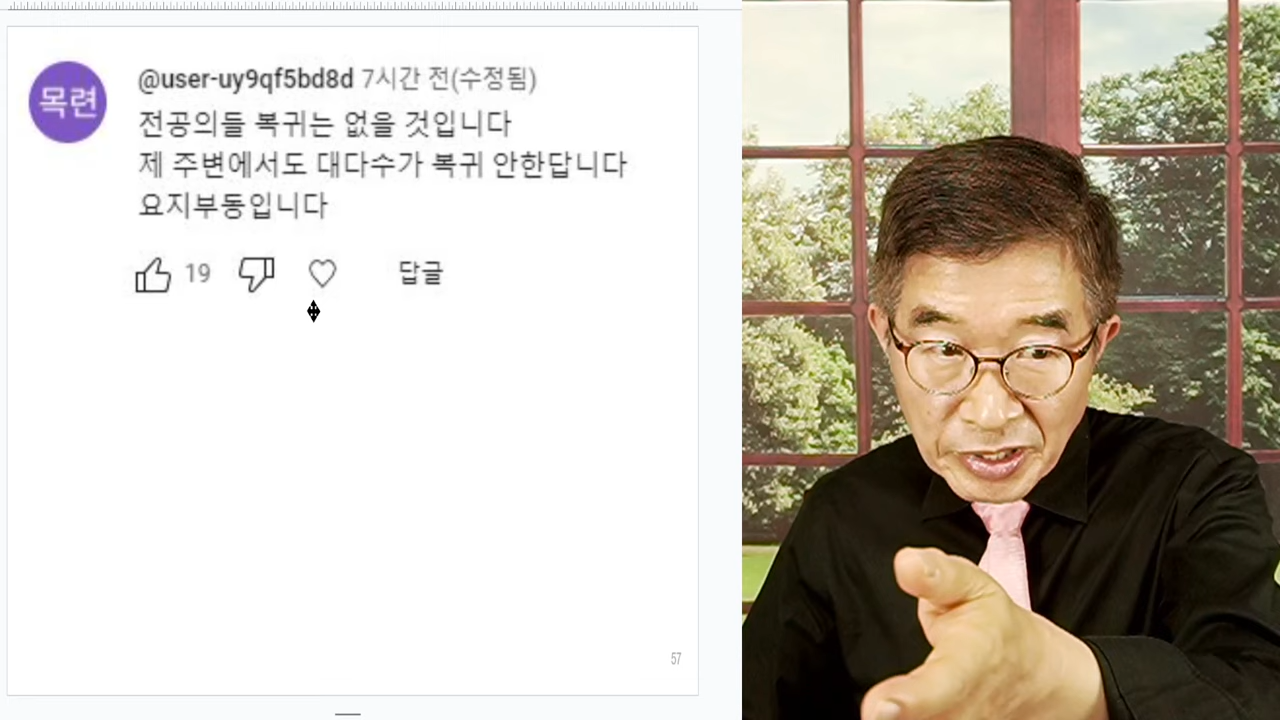 목련
@user-uy9qf5bd8d 7시간 전(수정됨)
전공의들 복귀는 없을 것입니다
제 주변에서도 대다수가 복귀 안한답니다
요지부동입니다
19
답글
57